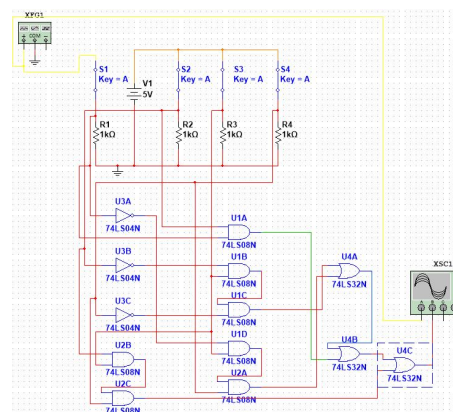 XFG1
COM
S1
Key = A
V1
5V
S2
Key = A
S3
Key = A
S4
Key = A
R1
1kΩ
R2
1kΩ
R3
1kΩ
R4
1kΩ
U3A
74LS04N
U1A
74LS08N
U3B
74LS04N
U1B
74LS08N
U4A
74LS32N
XSC1
U3C
74LS04N
U1C
74LS08N
U1D
74LS08N
U4B
74LS32N
U4C
74LS32N
U2B
74LS08N
U2A
74LS08N
U2C
74LS08N